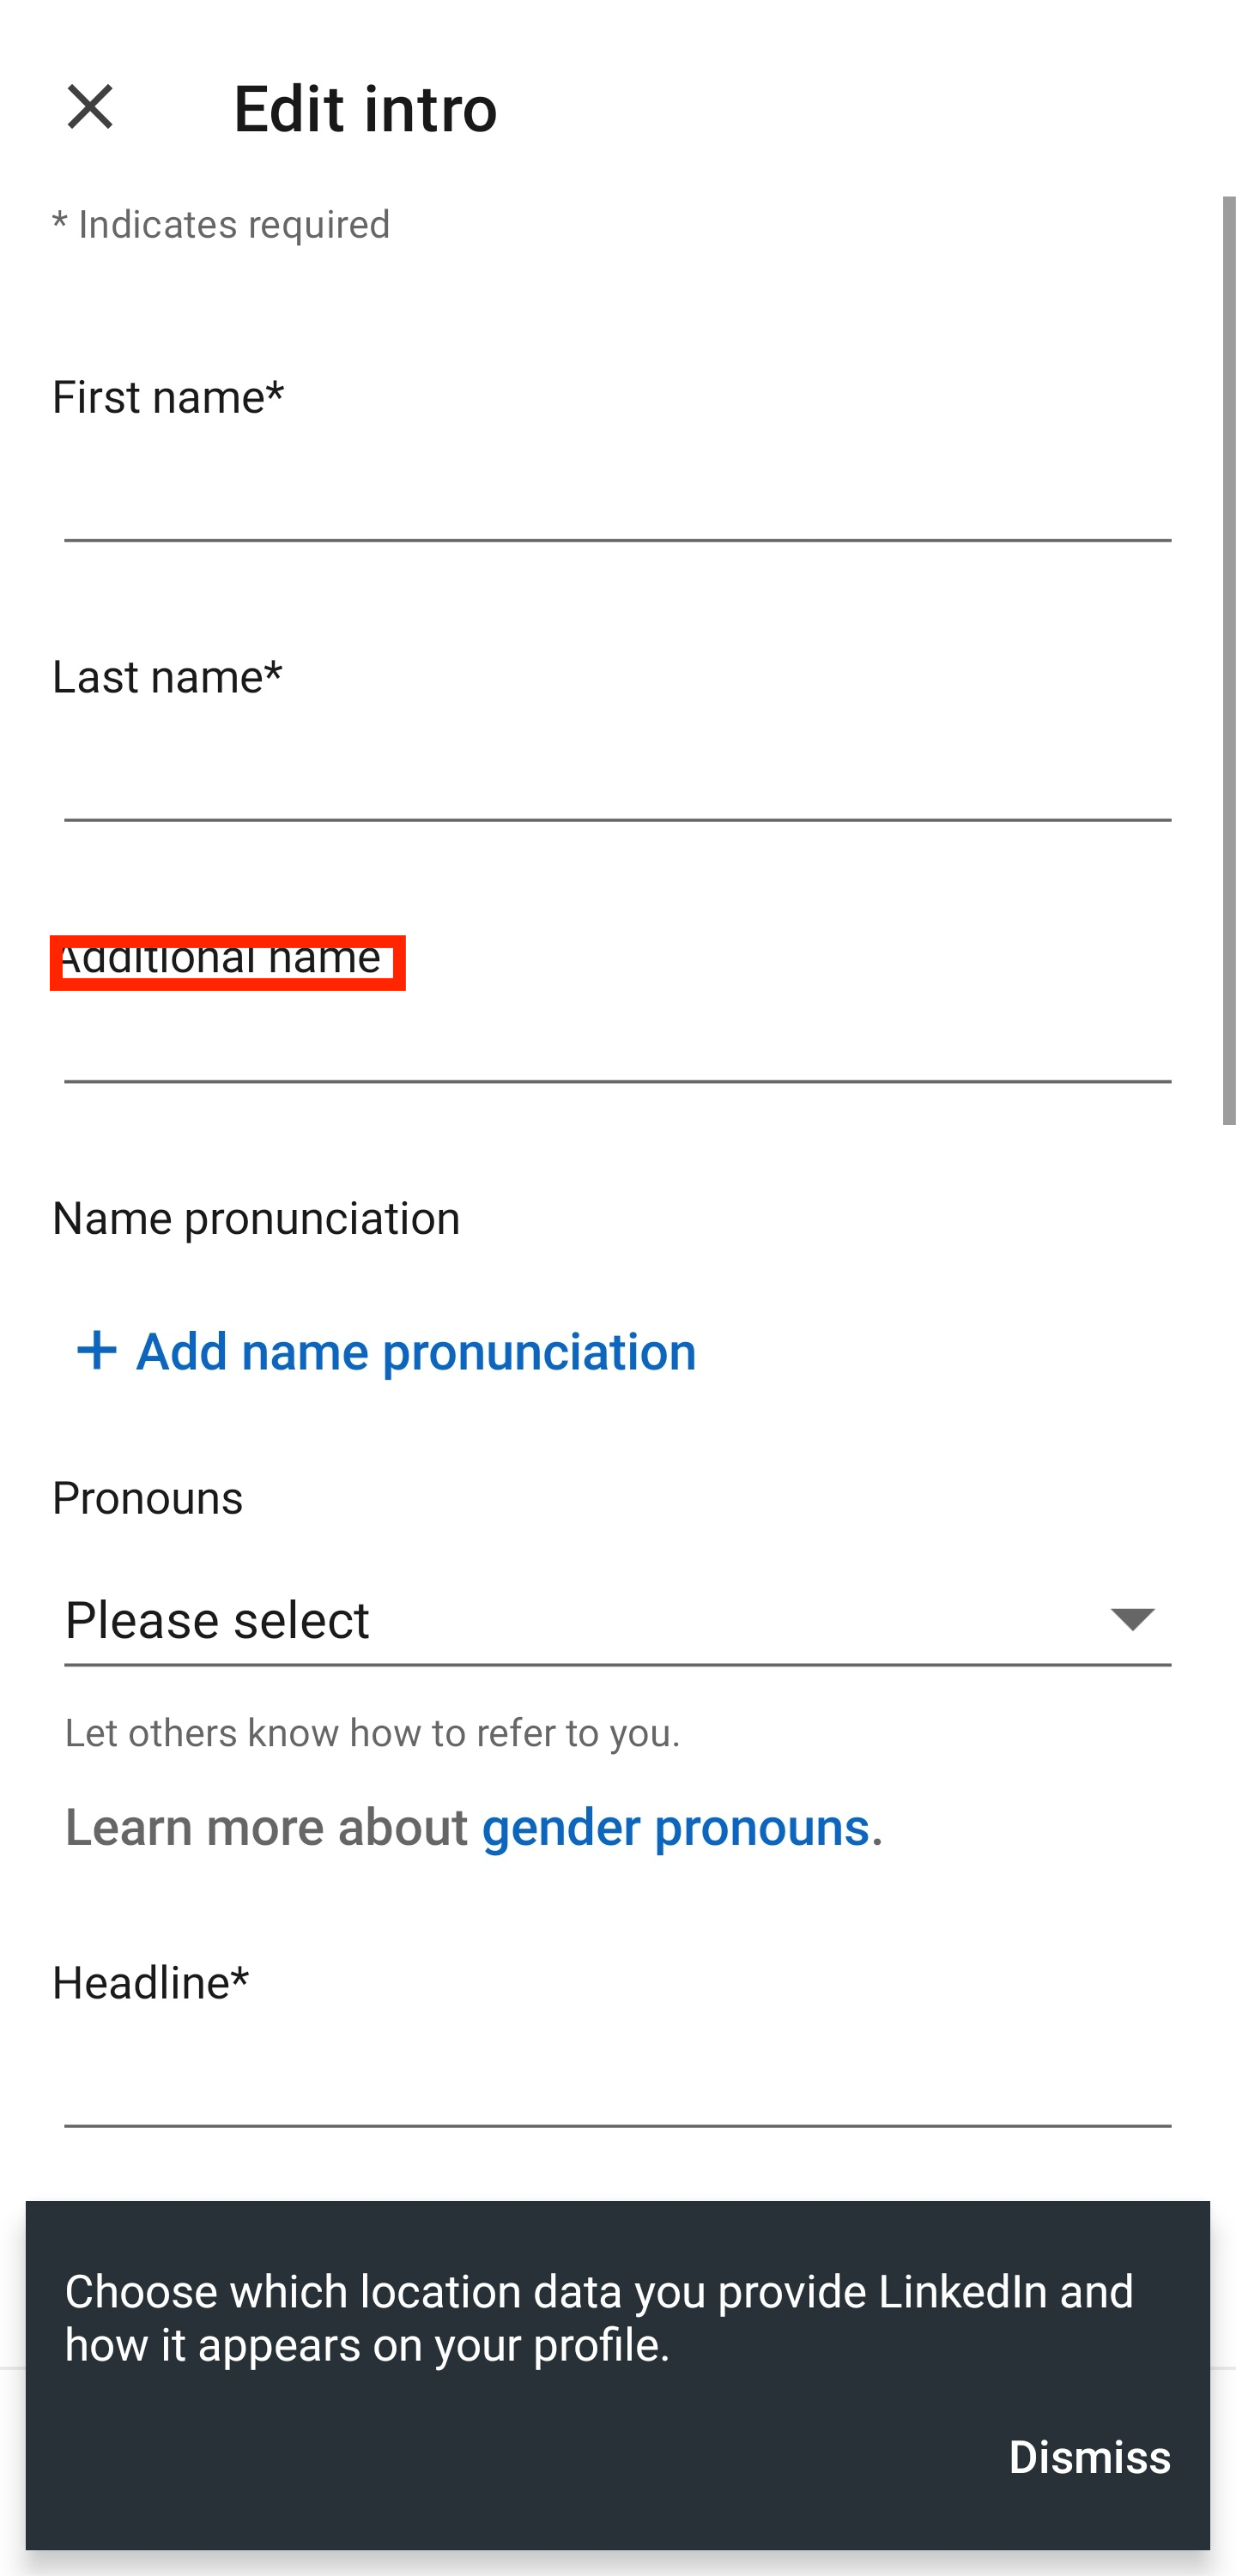 Edit intro
* Indicates required
First name*
Last name*
Additional name
Name pronunciation
+ Add name pronunciation
Pronouns
Please select
Let others know how to refer to you.
Learn more about gender pronouns.
Headline*
Choose which location data you provide LinkedIn and
how it appears on your profile.
Dismiss